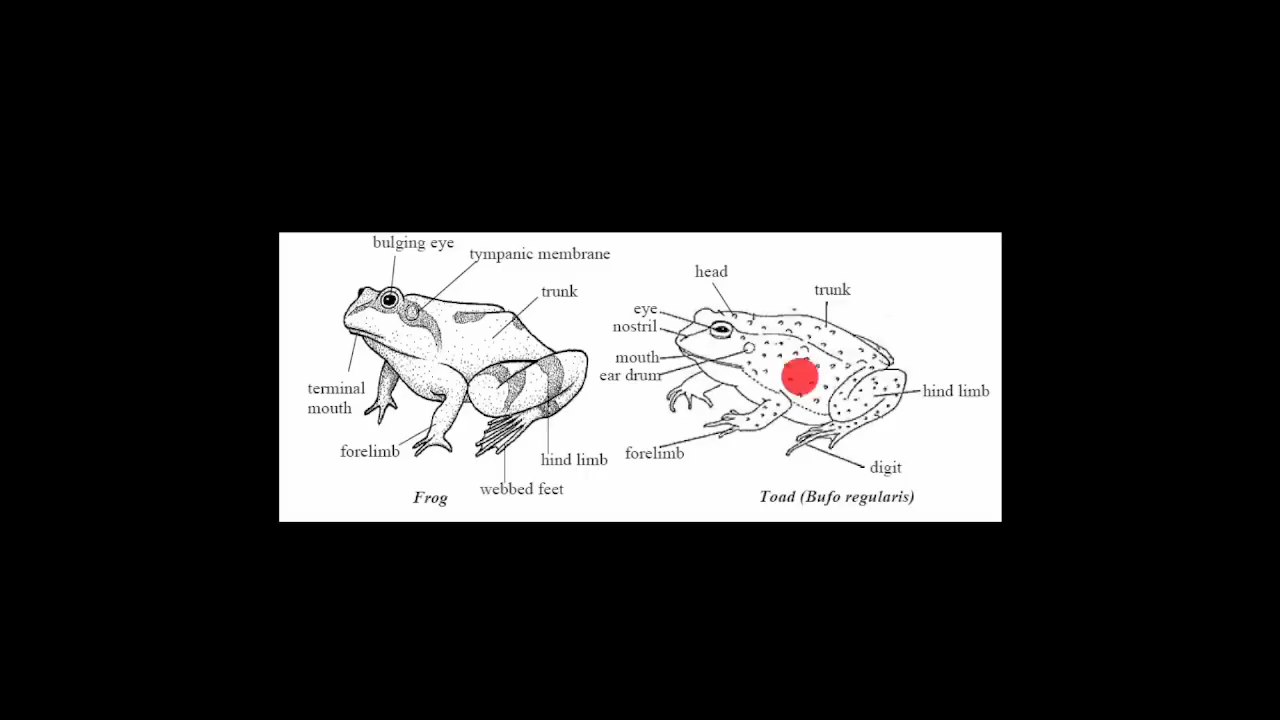 bulging eye
tympanic membrane
trunk
terminal
mouth
forelimb
hind limb
webbed feet
Frog
head
trunk
eye
nostril
mouth
ear drum
hind limb
forelimb
digit
Toad (Bufo regularis)